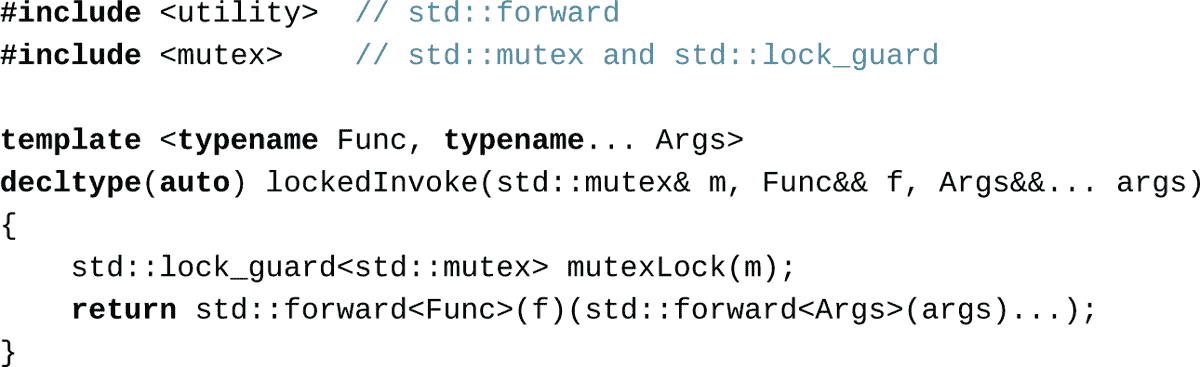 #include <utility>  // std::forward
#include <mutex>    // std::mutex and std::lock_guard

template <typename Func, typename... Args>
decltype(auto) lockedInvoke(std::mutex& m, Func&& f, Args&&... args)
{
    std::lock_guard<std::mutex> mutexLock(m);
    return std::forward<Func>(f)(std::forward<Args>(args)...);
}